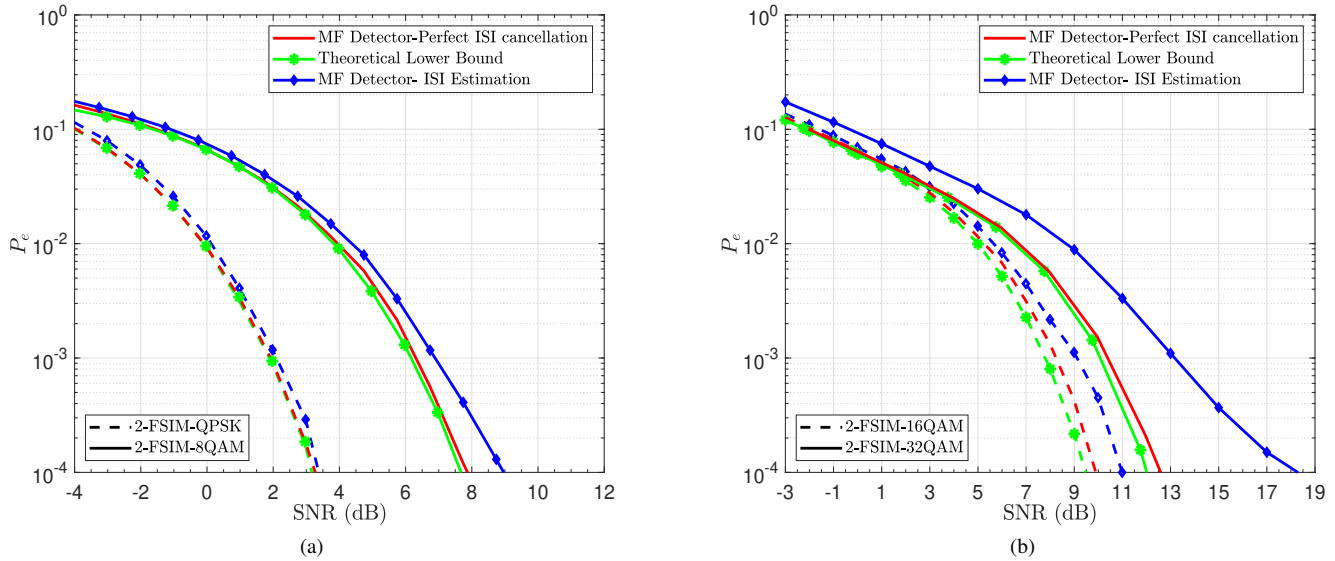 10^0
10^-1
10^-2
10^-3
10^-4
P_e
MF Detector-Perfect ISI cancellation
Theoretical Lower Bound
MF Detector- ISI Estimation
2-FSIM-QPSK
2-FSIM-8QAM
-4 -2 0 2 4 6 8 10 12
SNR (dB)
(a)
10^0
10^-1
10^-2
10^-3
10^-4
P_e
MF Detector-Perfect ISI cancellation
Theoretical Lower Bound
MF Detector- ISI Estimation
2-FSIM-16QAM
2-FSIM-32QAM
-3 -1 1 3 5 7 9 11 13 15 17 19
SNR (dB)
(b)